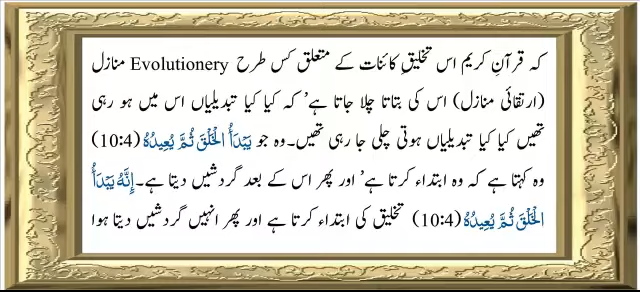 کہ قرآنِ کریم اس تخلیقِ کائنات کے متعلق کس طرح Evolutionery منازل
(ارتقائی منازل) اس کی بتاتا چلا جاتا ہے’ کہ کیا کیا تبدیلیاں اس میں ہو رہی
تھیں کیا کیا تبدیلیاں ہوتی چلی جا رہی تھیں۔وہ جو یَبْدَأُ الْخَلْقَ ثُمَّ یُعِیدُهُ (10:4)
وہ کہتا ہے کہ وہ ابتداء کرتا ہے’ اور پھر اس کے بعد گردشیں دیتا ہے۔ إِنَّهُ یَبْدَأُ
الْخَلْقَ ثُمَّ یُعِیدُهُ (10:4) تخلیق کی ابتداء کرتا ہے اور پھر انہیں گردشیں دیتا ہوا